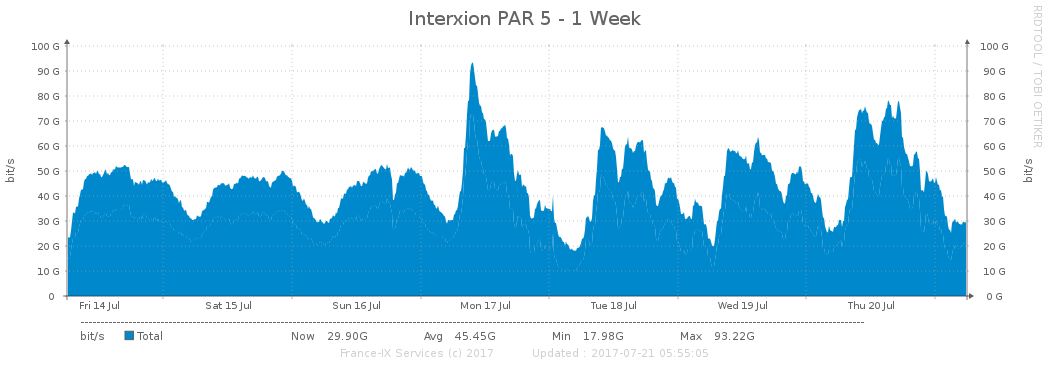 Interxion PAR 5 - 1 Week
RRDTOOL / TOBI OETIKER
bit/s
bit/s
100 G 100 G
90 G 90 G
80 G 80 G
70 G 70 G
60 G 60 G
50 G 50 G
40 G 40 G
30 G 30 G
20 G 20 G
10 G 10 G
0 0 G
Fri 14 Jul Sat 15 Jul Sun 16 Jul Mon 17 Jul Tue 18 Jul Wed 19 Jul Thu 20 Jul
bit/s Total Now 29.90G Avg 45.45G Min 17.98G Max 93.22G
France-IX Services (c) 2017 Updated : 2017-07-21 05:55:05